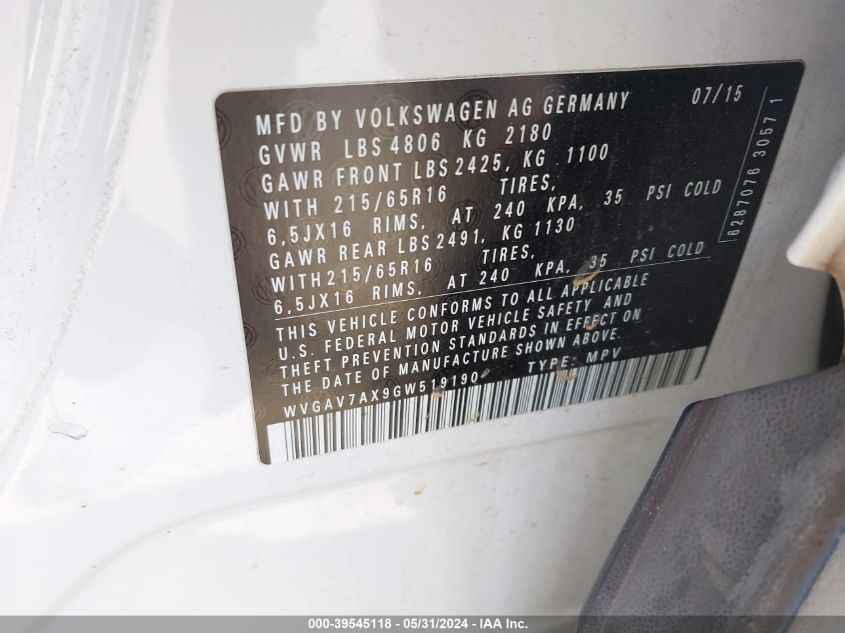 MFD BY VOLKSWAGEN AG GERMANY 07/15
GVWR LBS 4806 KG 2180
GAWR FRONT LBS 2425, KG 1100
WITH 215/65R16 TIRES,
6,5JX16 RIMS, AT 240 KPA, 35 PSI COLD
GAWR REAR LBS 2491, KG 1130
WITH 215/65R16 TIRES,
6,5JX16 RIMS, AT 240 KPA, 35 PSI COLD
THIS VEHICLE CONFORMS TO ALL APPLICABLE
U.S. FEDERAL MOTOR VEHICLE SAFETY AND
THEFT PREVENTION STANDARDS IN EFFECT ON
THE DATE OF MANUFACTURE SHOWN ABOVE.
WVGAV7AX9GW519190 TYPE: MPV
6287076 30571
000-39545118 - 05/31/2024 - IAA Inc.